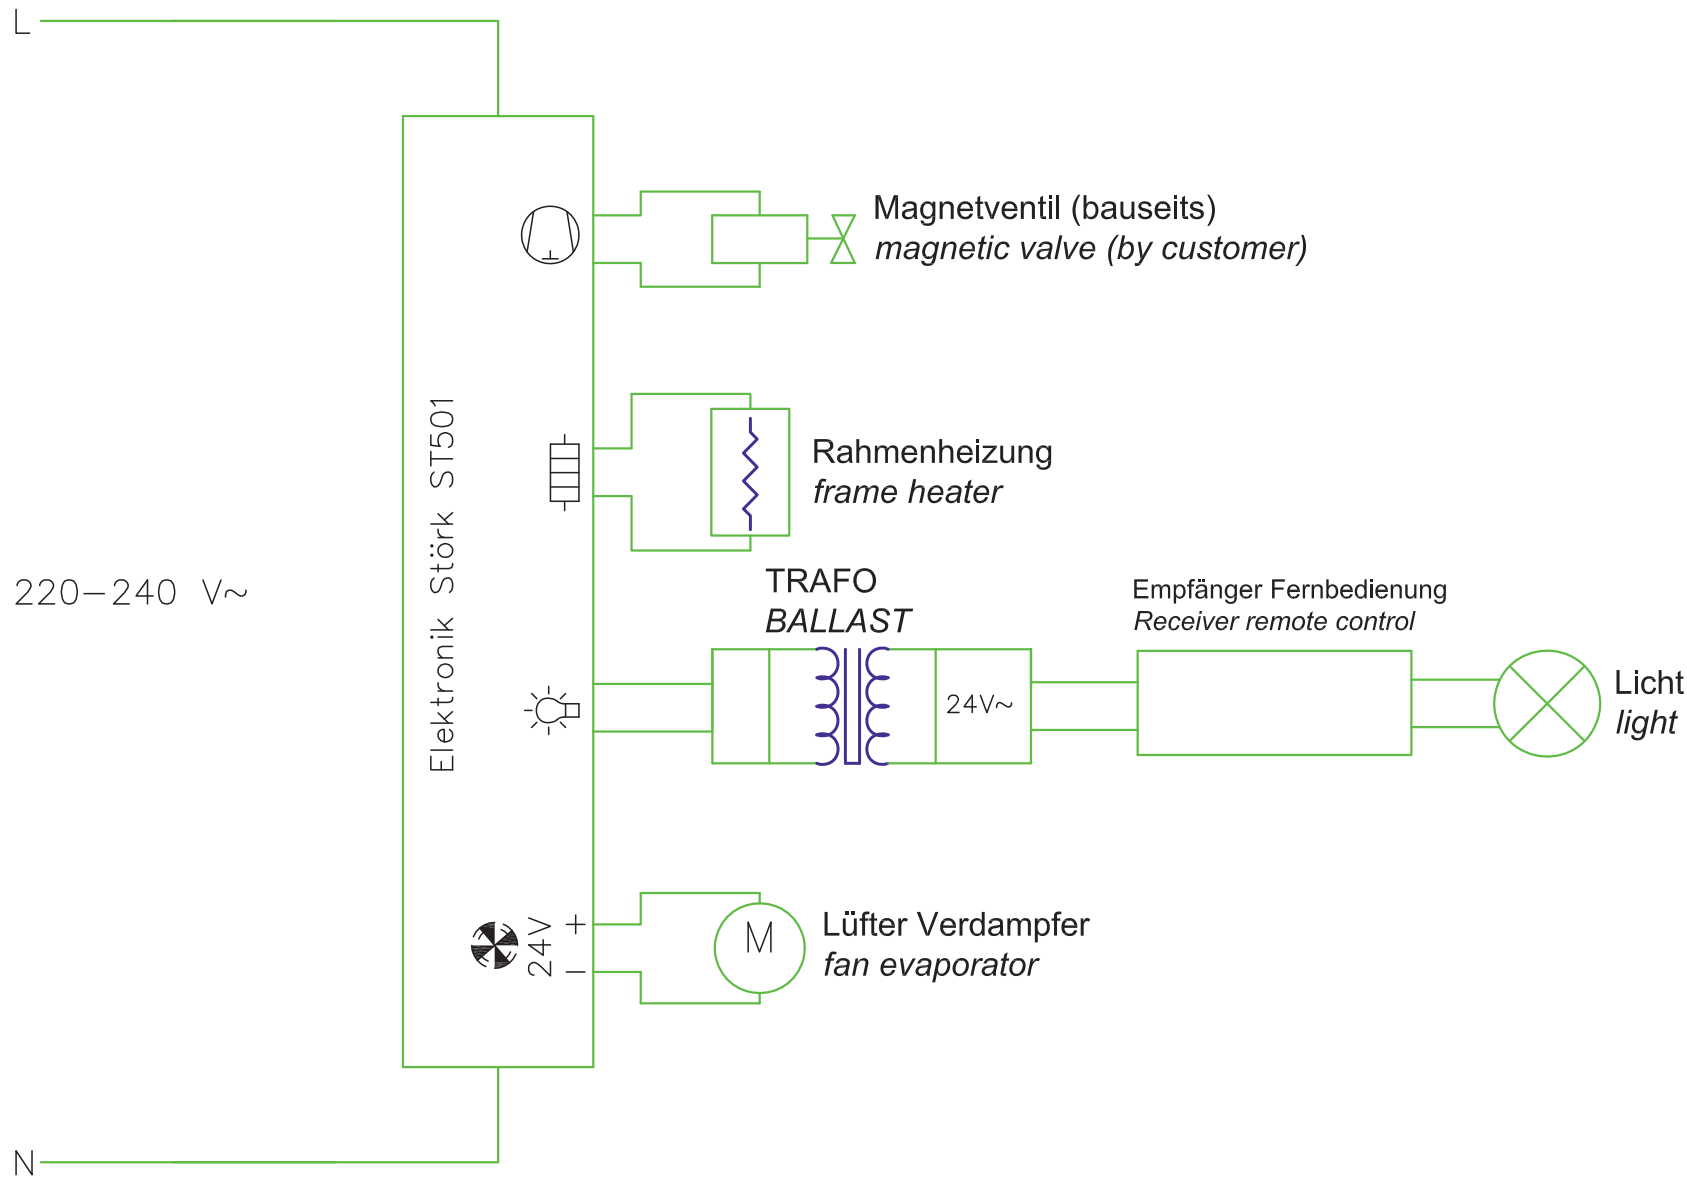 L
Magnetventil (bauseits)
magnetic valve (by customer)
Elektronik Störk ST501
Rahmenheizung
frame heater
220-240 V~
TRAFO
BALLAST
24V~
Empfänger Fernbedienung
Receiver remote control
Licht
light
24V
+
−
M
Lüfter Verdampfer
fan evaporator
N